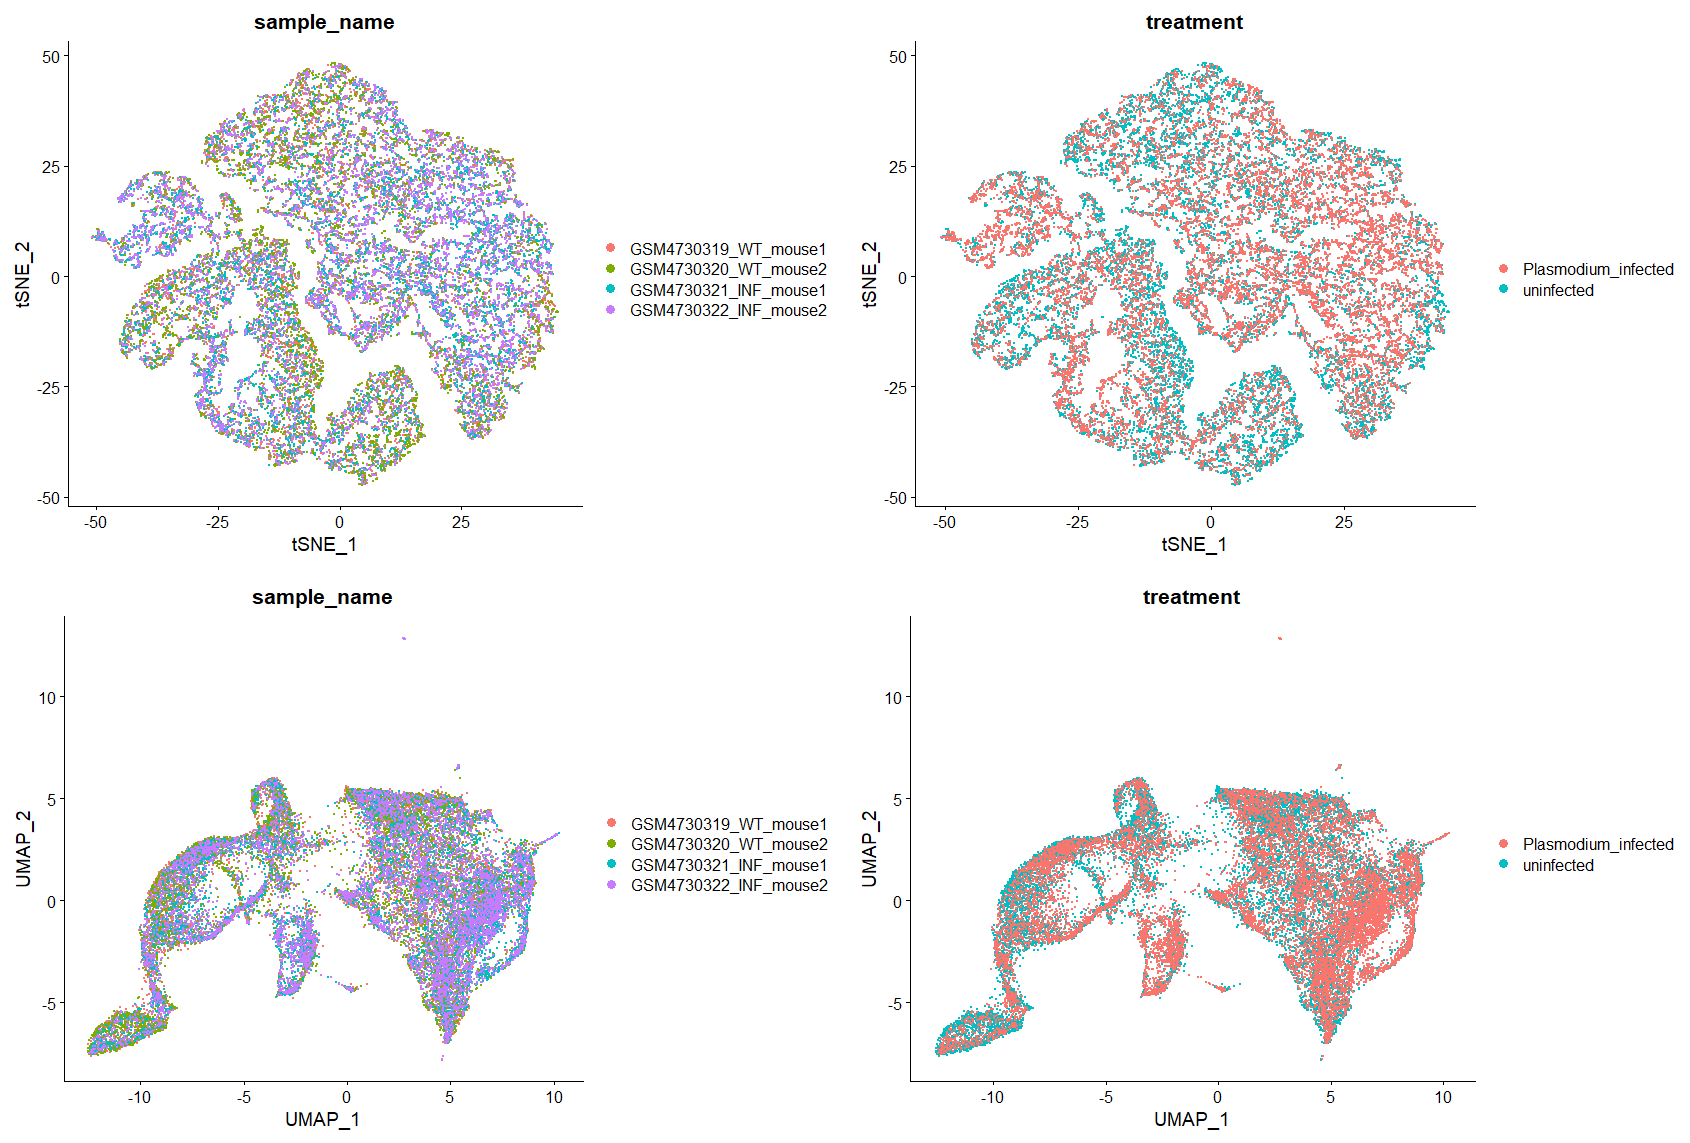 sample_name
50
25
0
-25
-50
tSNE_2
-50
-25
0
25
tSNE_1
GSM4730319_WT_mouse1
GSM4730320_WT_mouse2
GSM4730321_INF_mouse1
GSM4730322_INF_mouse2
treatment
50
25
0
-25
-50
tSNE_2
-50
-25
0
25
tSNE_1
Plasmodium_infected
uninfected
sample_name
10
5
0
-5
UMAP_2
-10
-5
0
5
10
UMAP_1
GSM4730319_WT_mouse1
GSM4730320_WT_mouse2
GSM4730321_INF_mouse1
GSM4730322_INF_mouse2
treatment
10
5
0
-5
UMAP_2
-10
-5
0
5
10
UMAP_1
Plasmodium_infected
uninfected